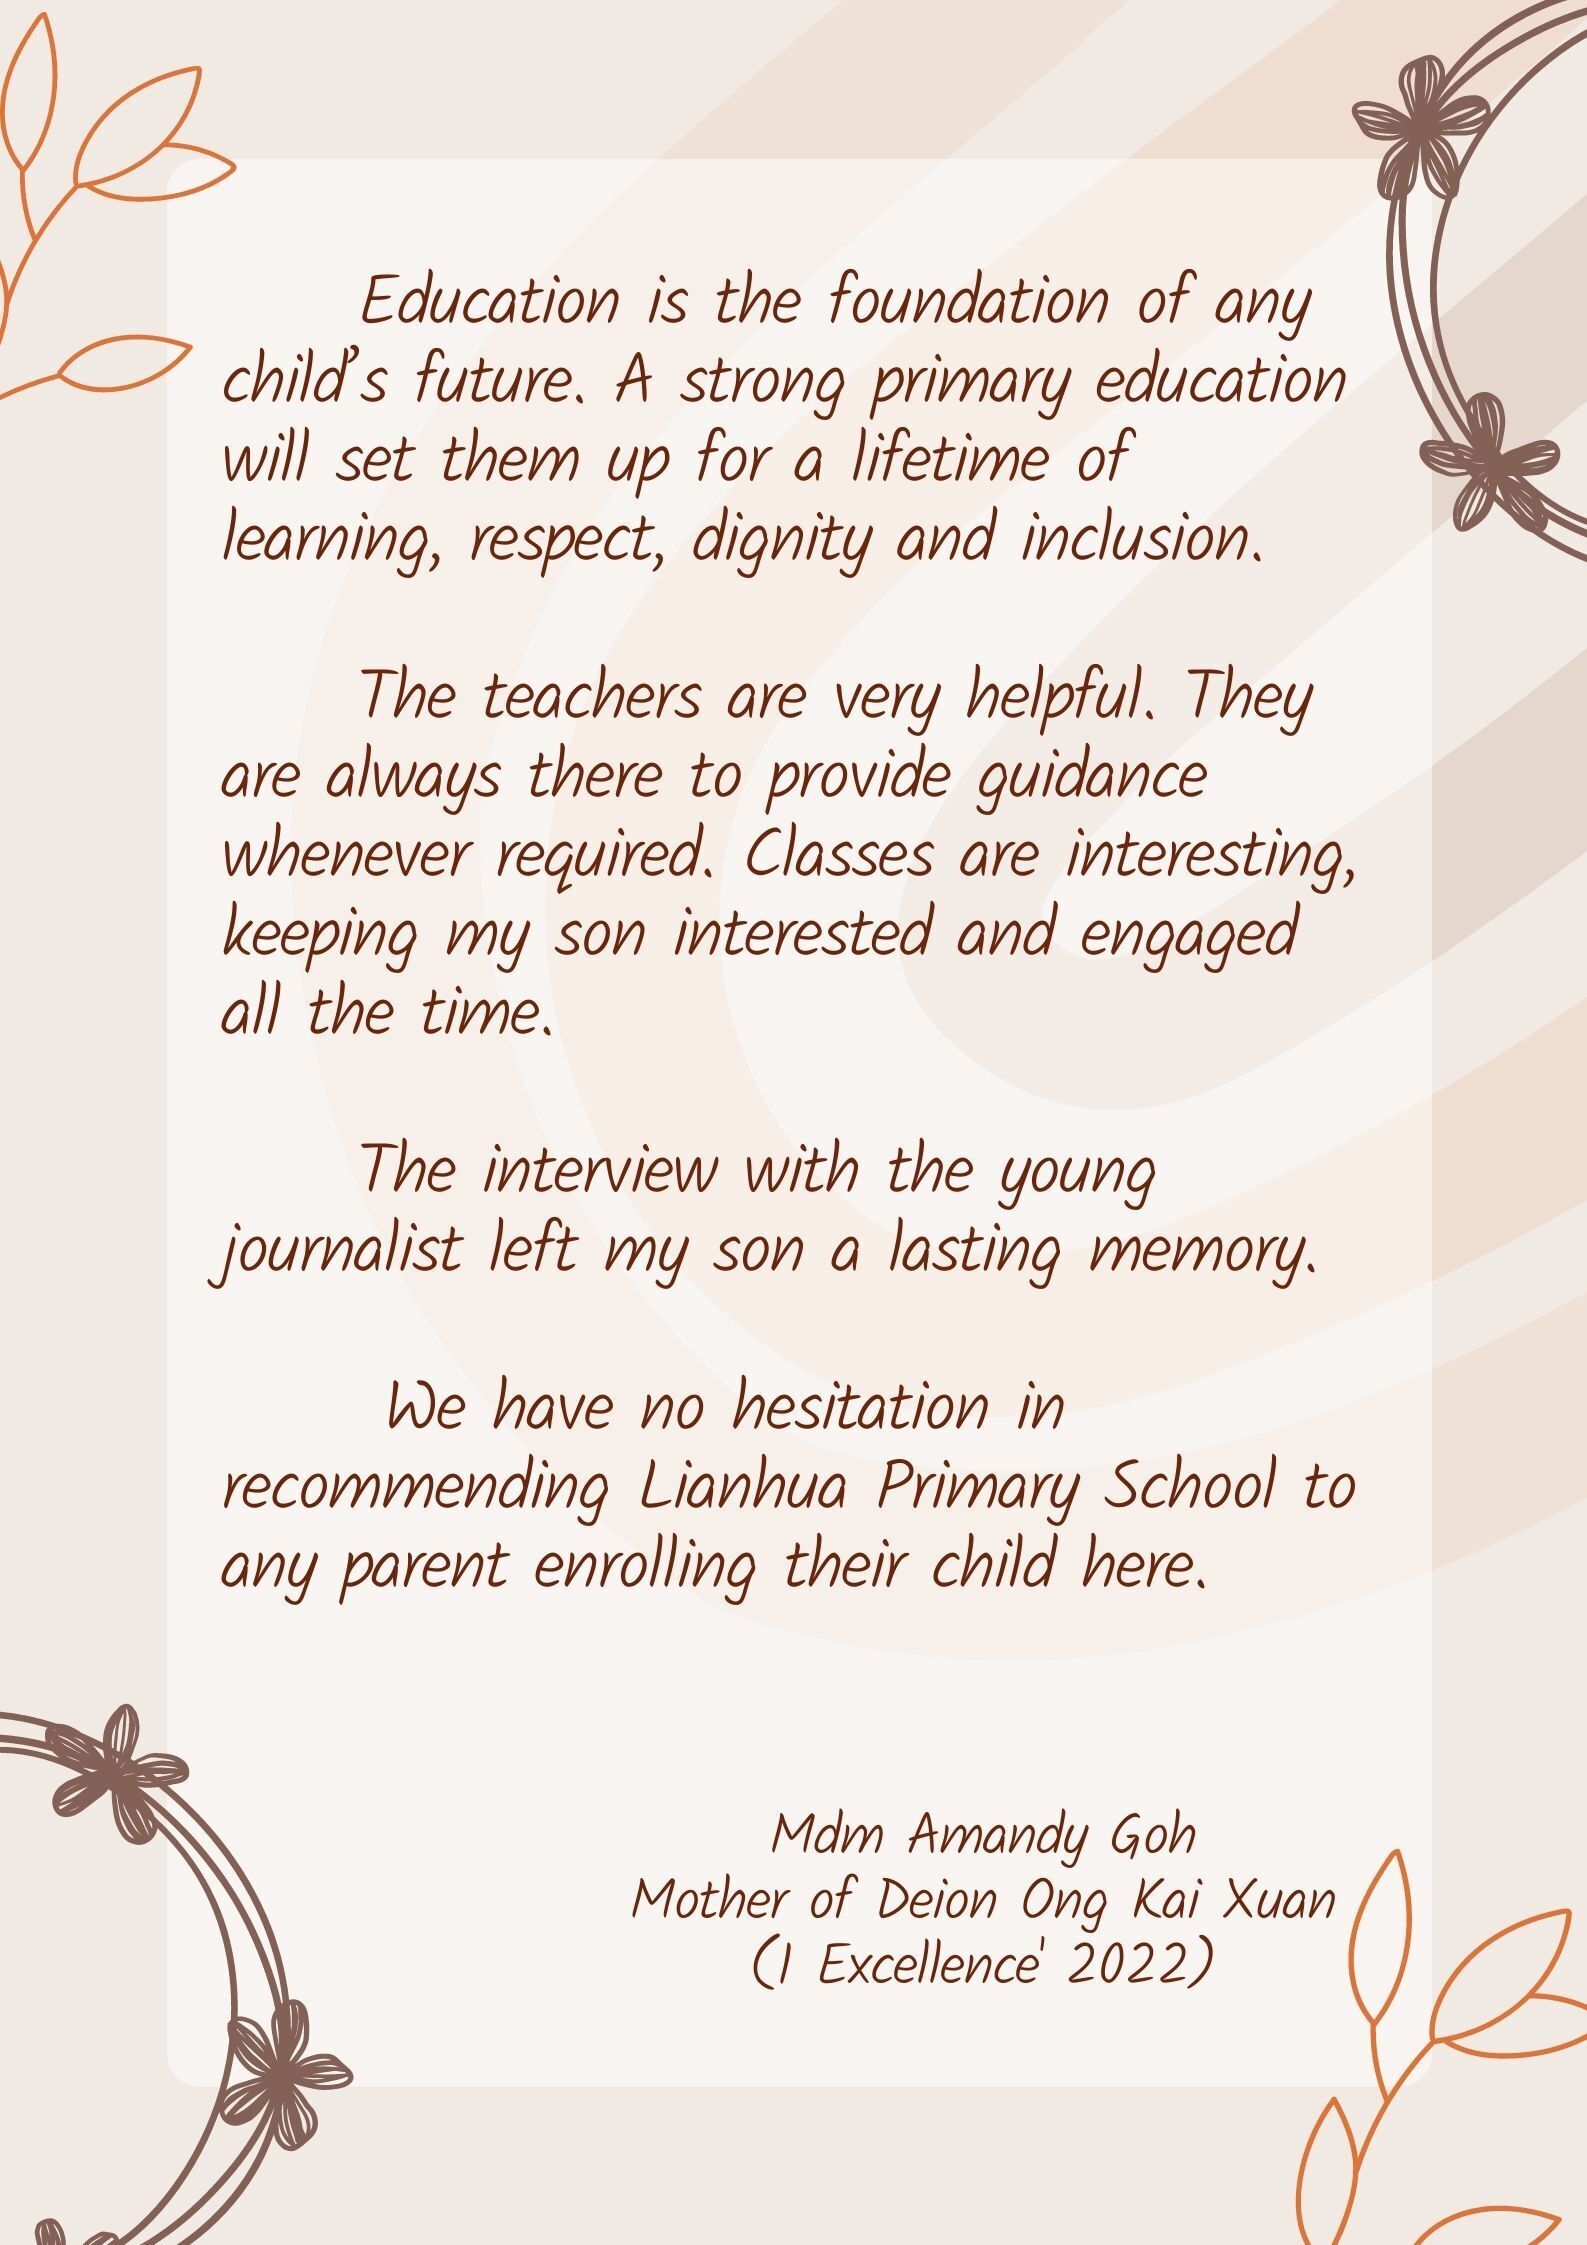 Education is the foundation of any
child’s future. A strong primary education
will set them up for a lifetime of
learning, respect, dignity and inclusion.
The teachers are very helpful. They
are always there to provide guidance
whenever required. Classes are interesting,
keeping my son interested and engaged
all the time.
The interview with the young
journalist left my son a lasting memory.
We have no hesitation in
recommending Lianhua Primary School to
any parent enrolling their child here.
Mdm Amandy Goh
Mother of Deion Ong Kai Xuan
(1 Excellence' 2022)